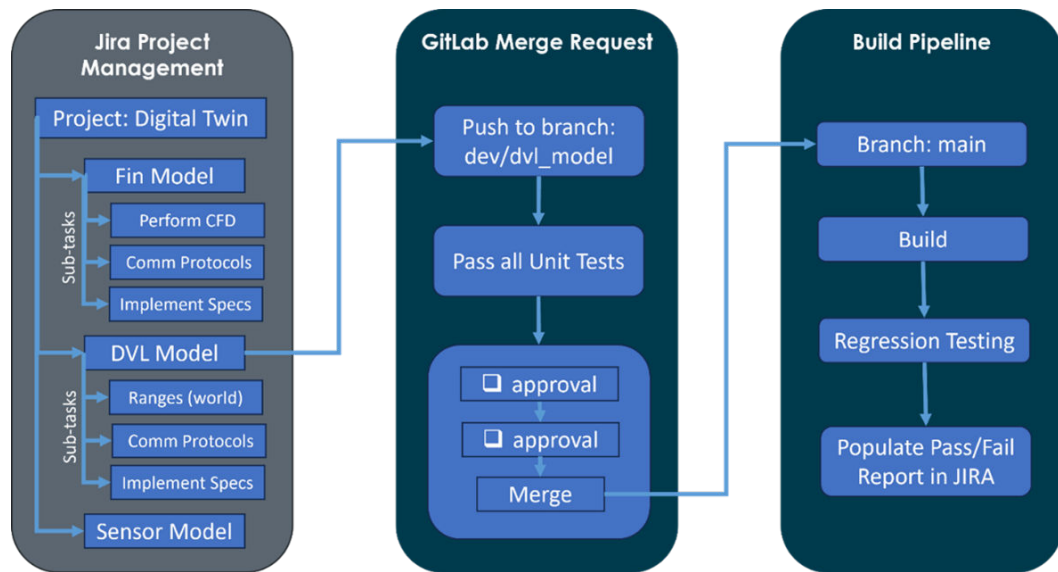 Jira Project
Management
Project: Digital Twin
Fin Model
Sub-tasks
Perform CFD
Comm Protocols
Implement Specs
DVL Model
Sub-tasks
Ranges (world)
Comm Protocols
Implement Specs
Sensor Model
GitLab Merge Request
Push to branch:
dev/dvl_model
Pass all Unit Tests
❑ approval
❑ approval
Merge
Build Pipeline
Branch: main
Build
Regression Testing
Populate Pass/Fail
Report in JIRA